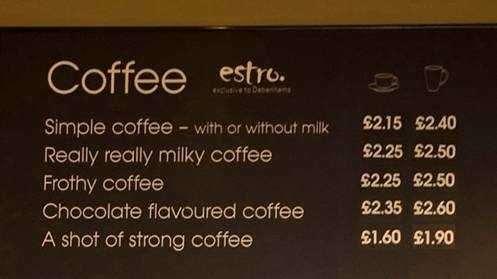 Coffee estro.
exclusive to Debenhams
Simple coffee – with or without milk £2.15 £2.40
Really really milky coffee £2.25 £2.50
Frothy coffee £2.25 £2.50
Chocolate flavoured coffee £2.35 £2.60
A shot of strong coffee £1.60 £1.90